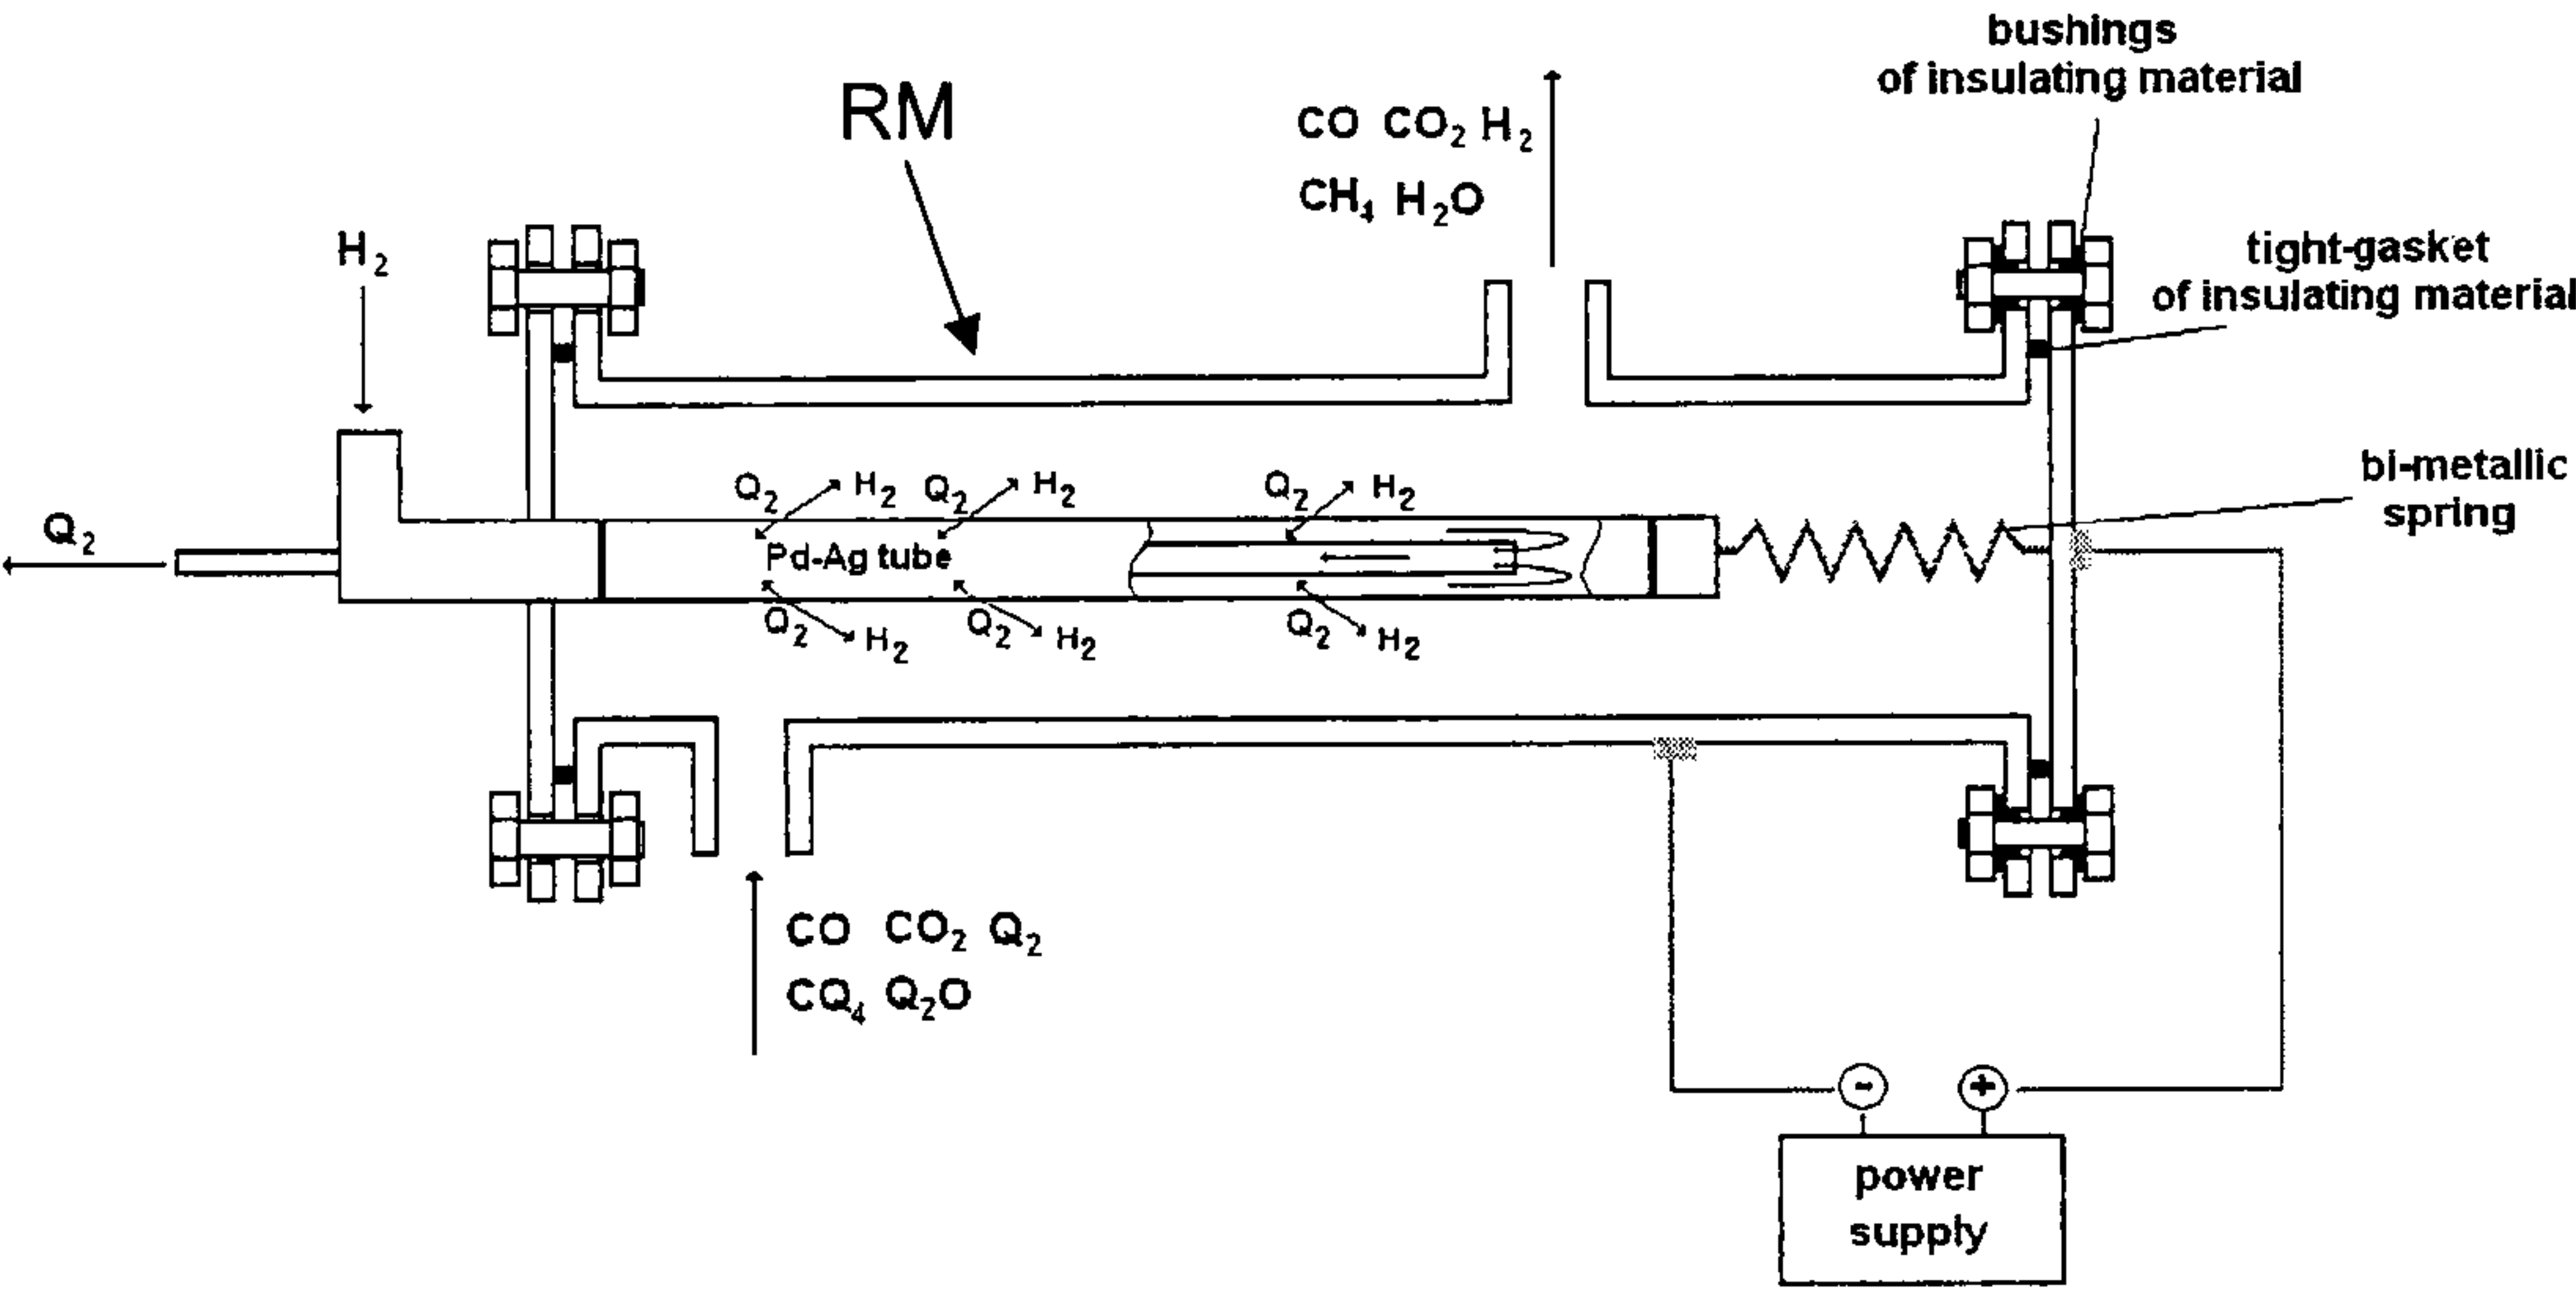 bushings
of insulating material
RM
CO CO₂ H₂
CH₄ H₂O
H₂
tight-gasket
of insulating material
bi-metallic
spring
Q₂
Q₂ H₂ Q₂ H₂ Q₂ H₂
Pd-Ag tube
Q₂ H₂ Q₂ H₂ Q₂ H₂
CO CO₂ Q₂
CQ₄ Q₂O
- +
power
supply